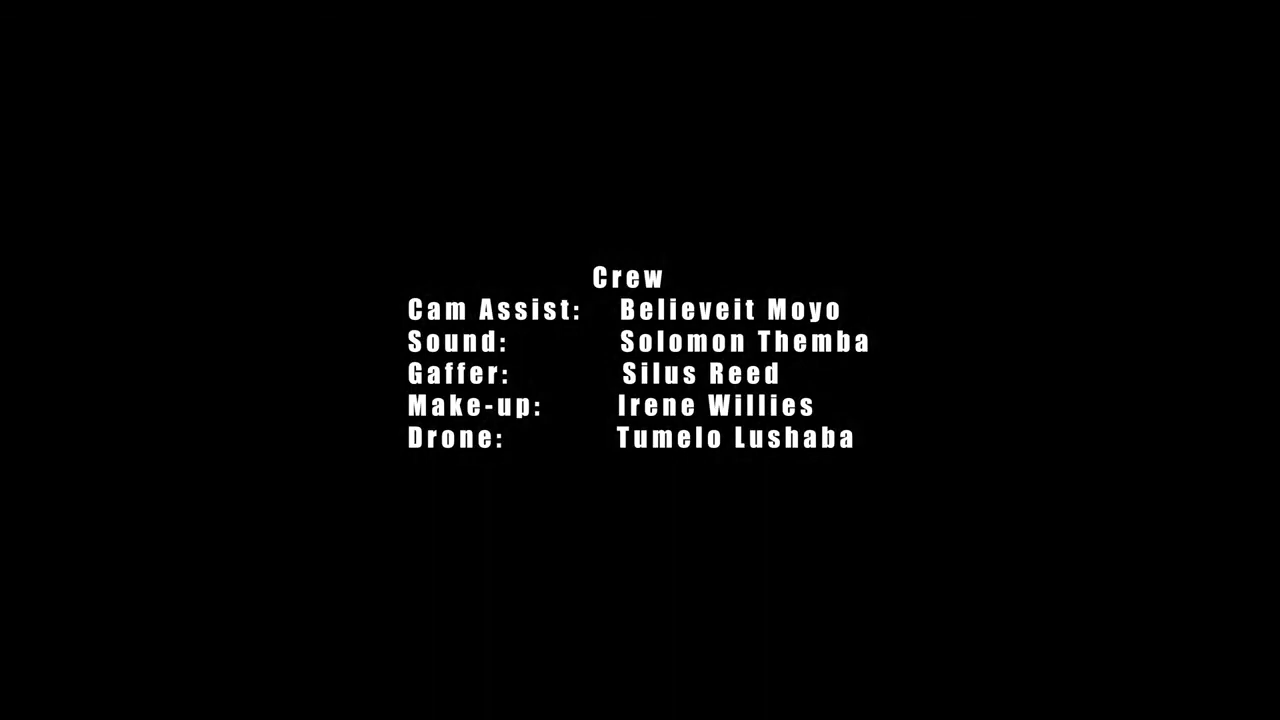 Crew
Cam Assist: Believeit Moyo
Sound: Solomon Themba
Gaffer: Silus Reed
Make-up: Irene Willies
Drone: Tumelo Lushaba